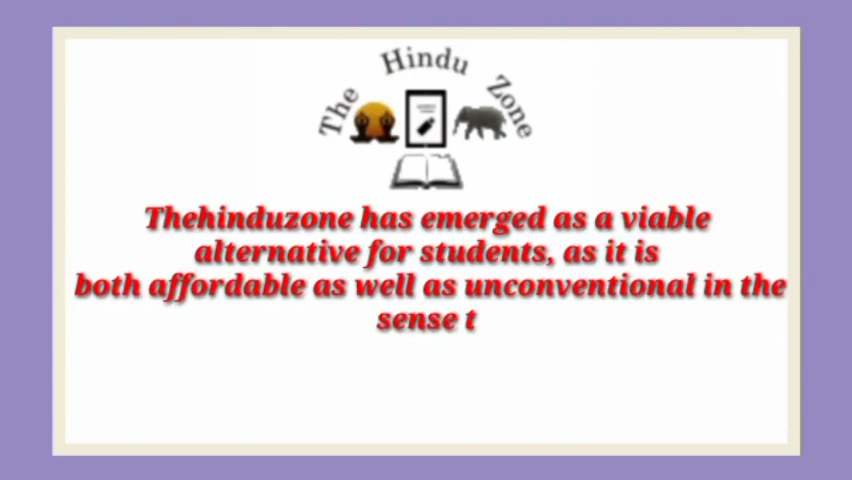 The Hindu Zone
Thehinduzone has emerged as a viable
alternative for students, as it is
both affordable as well as unconventional in the
sense t